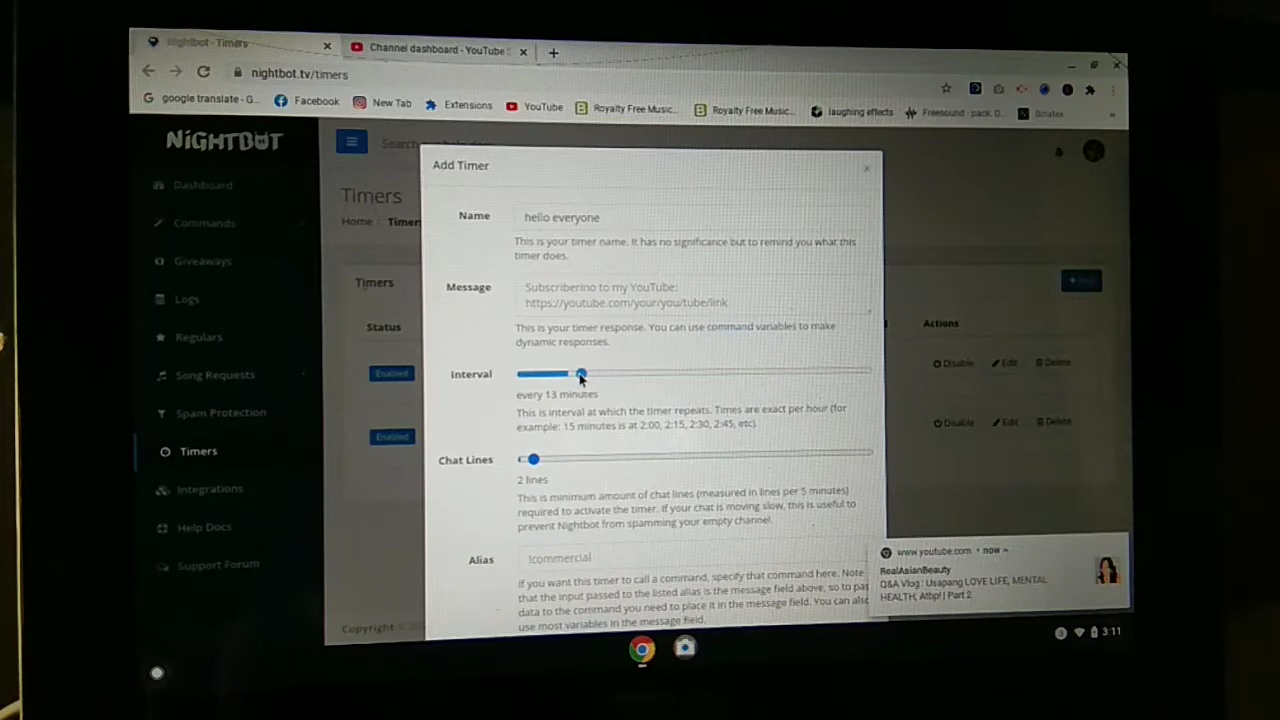 Nightbot - Timers
Channel dashboard - YouTube
nightbot.tv/timers
google translate - G...
Facebook
New Tab
Extensions
YouTube
Royalty Free Music...
Royalty Free Music...
laughing effects
Freesound - pack: D...
NiGHTBOT
Search
Add Timer
Dashboard
Timers
Name
hello everyone
Commands
Home
Timer
This is your timer name. It has no significance but to remind you what this
timer does.
Giveaways
Timers
Message
Subscriberino to my YouTube:
https://youtube.com/your/you/tube/link
Logs
Status
Actions
This is your timer response. You can use command variables to make
dynamic responses.
Regulars
Enabled
Interval
Disable
Edit
Delete
Song Requests
every 13 minutes
This is interval at which the timer repeats. Times are exact per hour (for
example: 15 minutes is at 2:00, 2:15, 2:30, 2:45, etc).
Spam Protection
Enabled
Disable
Edit
Delete
Timers
Chat Lines
2 lines
Integrations
This is minimum amount of chat lines (measured in lines per 5 minutes)
required to activate the timer. If your chat is moving slow, this is useful to
prevent Nightbot from spamming your empty channel.
Help Docs
Support Forum
Alias
!commercial
If you want this timer to call a command, specify that command here. Note
that the input passed to the listed alias is the message field above, so to pa
data to the command you need to place it in the message field. You can also
use most variables in the message field.
www.youtube.com • now
RealAsianBeauty
Q&A Vlog : Usapang LOVE LIFE, MENTAL
HEALTH, Atbp! | Part 2
Copyright ©
3:11